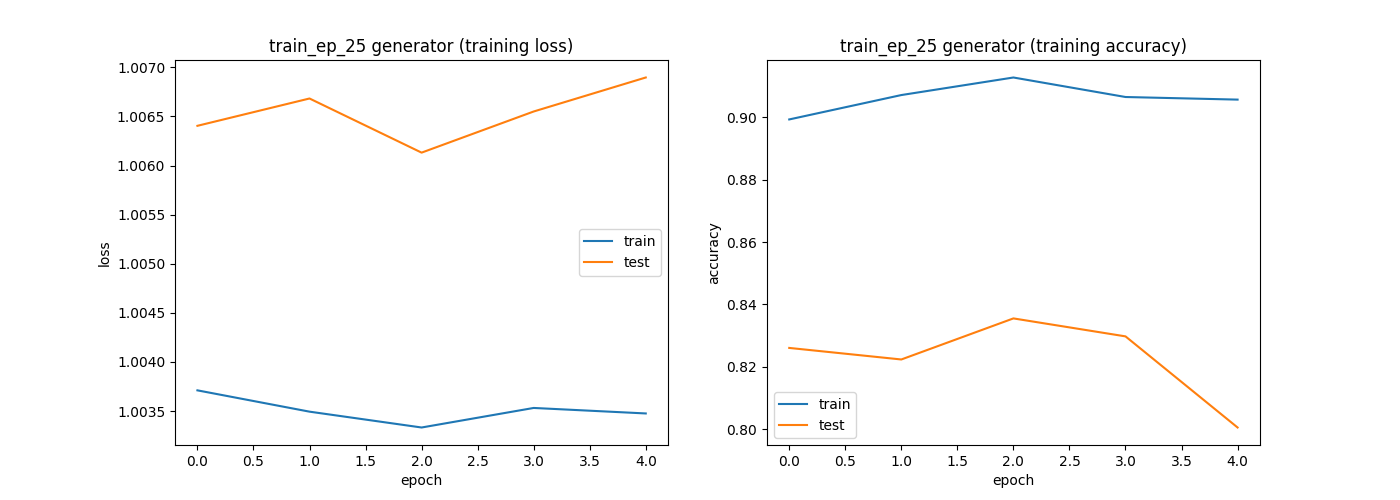 train_ep_25 generator (training loss)
1.0070
1.0065
1.0060
1.0055
1.0050
1.0045
1.0040
1.0035
loss
train
test
0.0 0.5 1.0 1.5 2.0 2.5 3.0 3.5 4.0
epoch
train_ep_25 generator (training accuracy)
0.90
0.88
0.86
0.84
0.82
0.80
accuracy
train
test
0.0 0.5 1.0 1.5 2.0 2.5 3.0 3.5 4.0
epoch